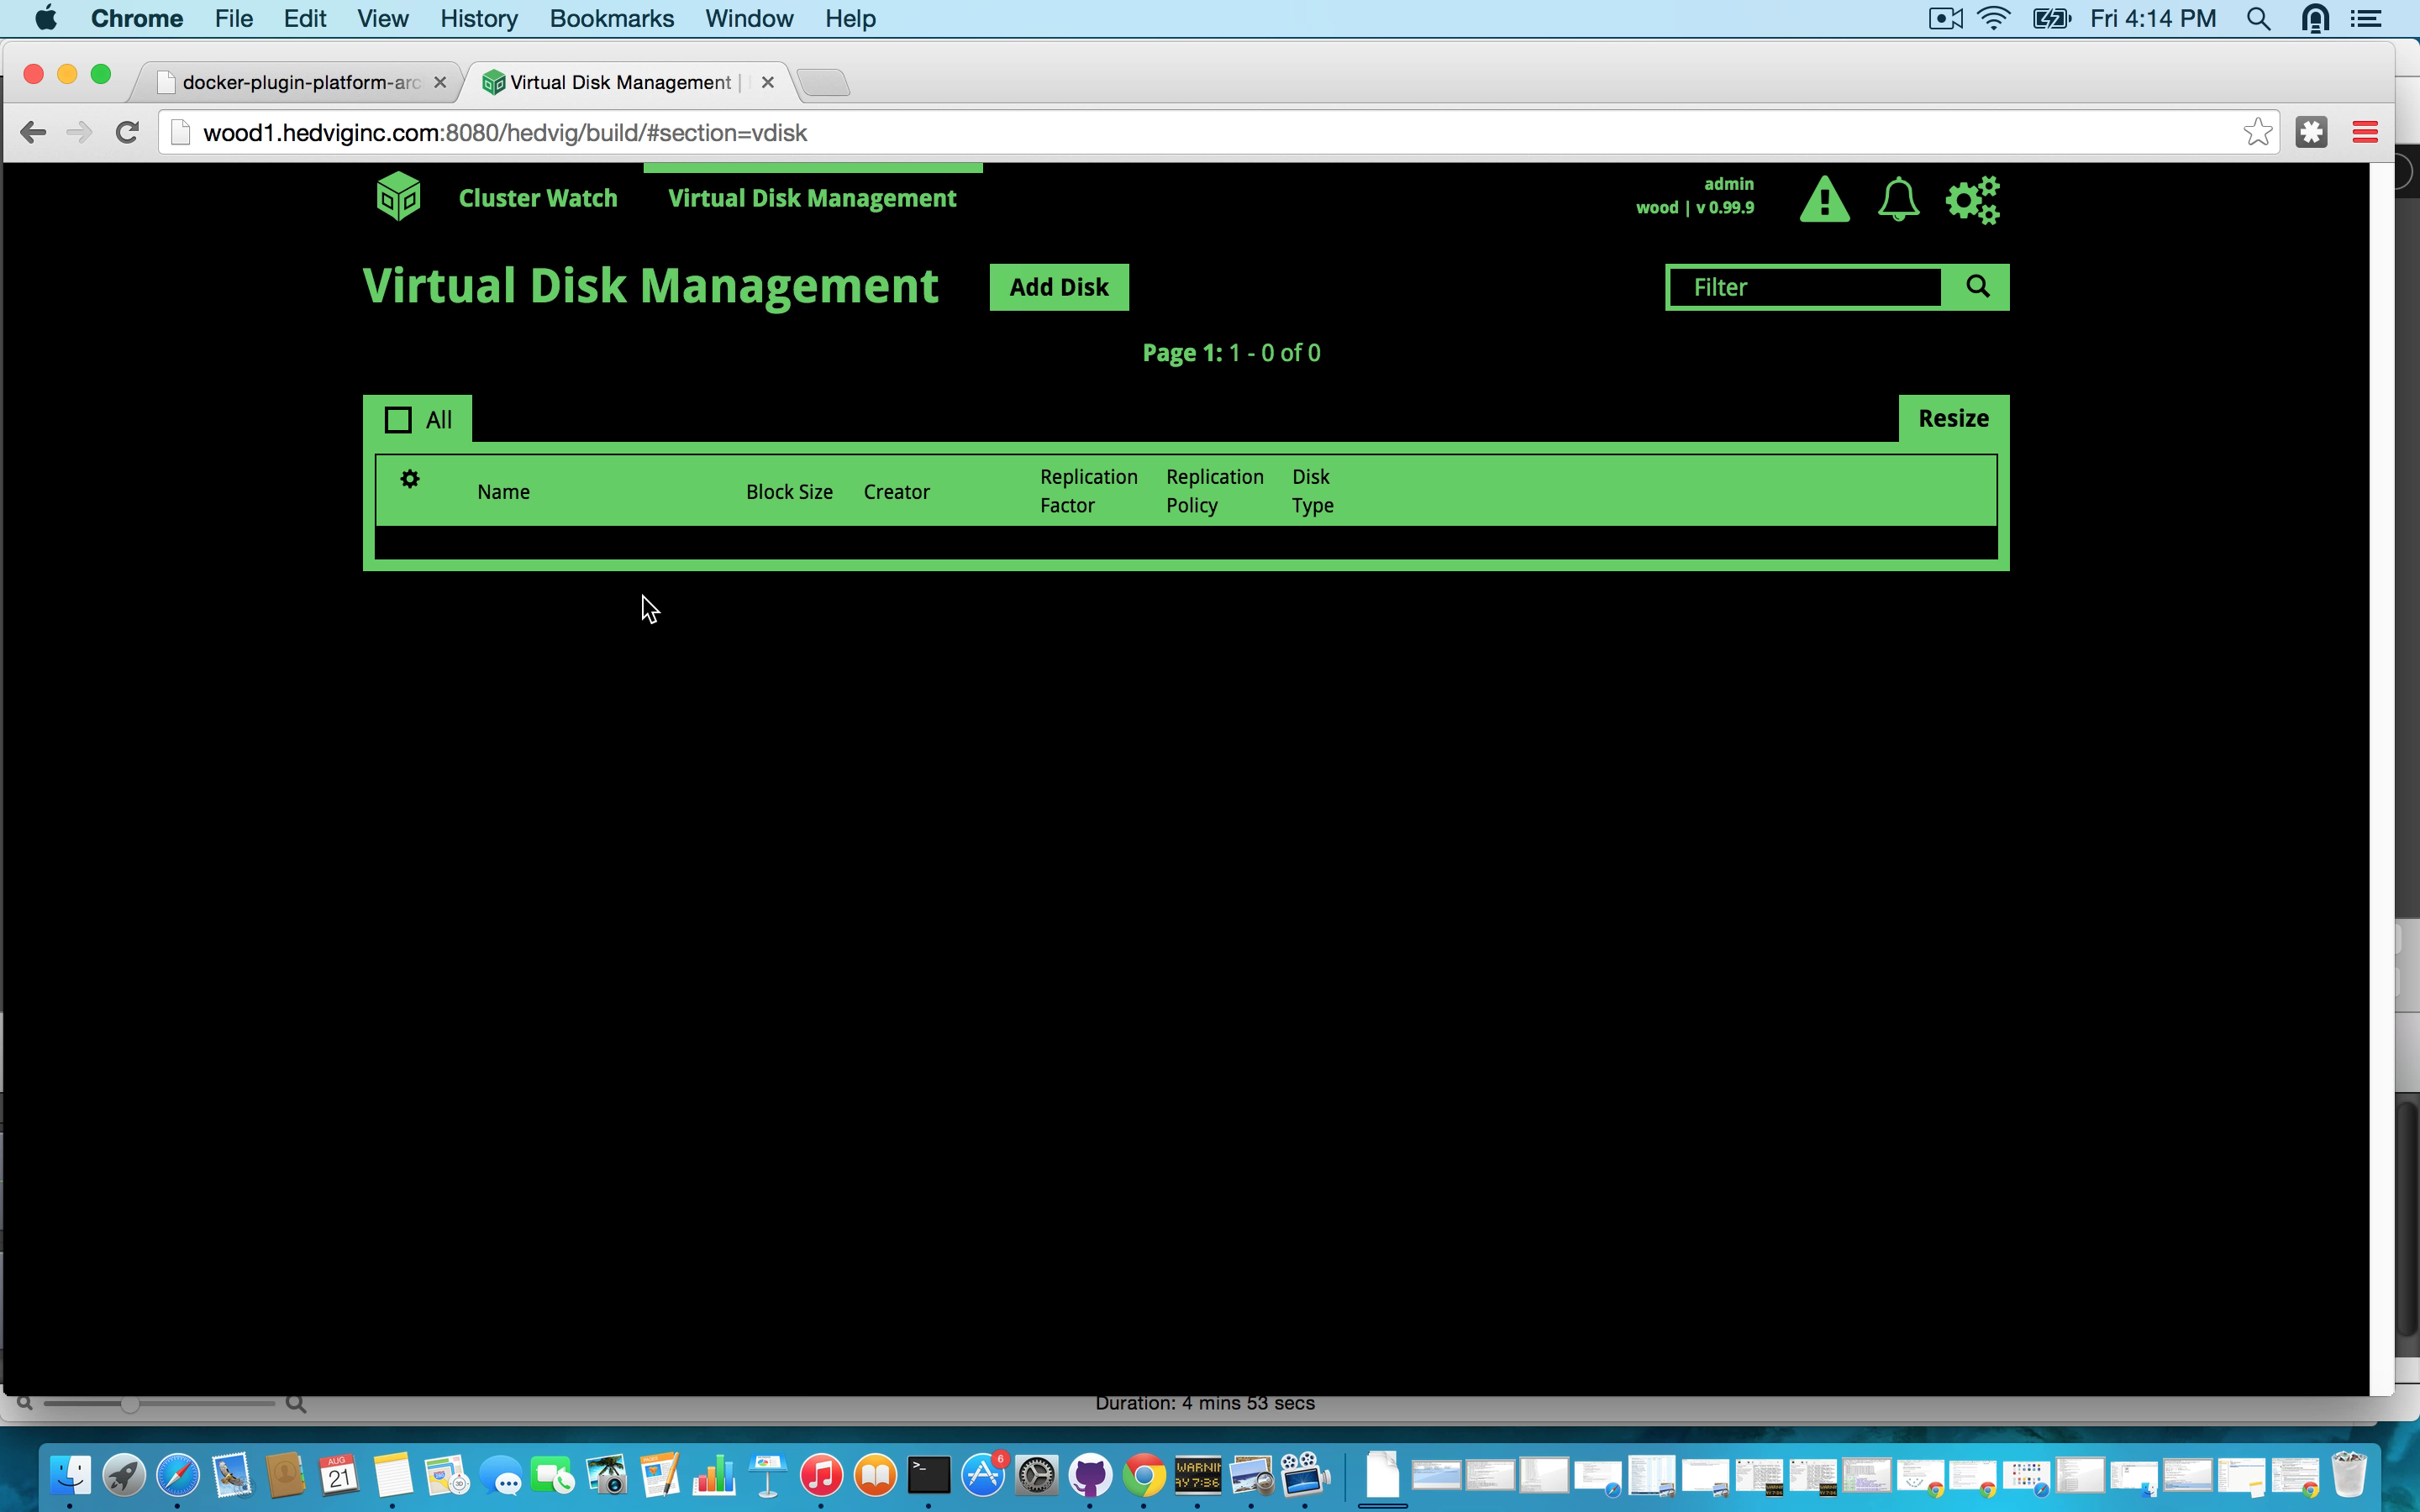 Chrome File Edit View History Bookmarks Window Help Fri 4:14 PM
docker-plugin-platform-arc Virtual Disk Management |
wood1.hedviginc.com:8080/hedvig/build/#section=vdisk
Cluster Watch Virtual Disk Management
admin
wood | v 0.99.9
Virtual Disk Management Add Disk Filter
Page 1: 1 - 0 of 0
All Resize
Name Block Size Creator Replication Factor Replication Policy Disk Type
Duration: 4 mins 53 secs
AUG
21
6